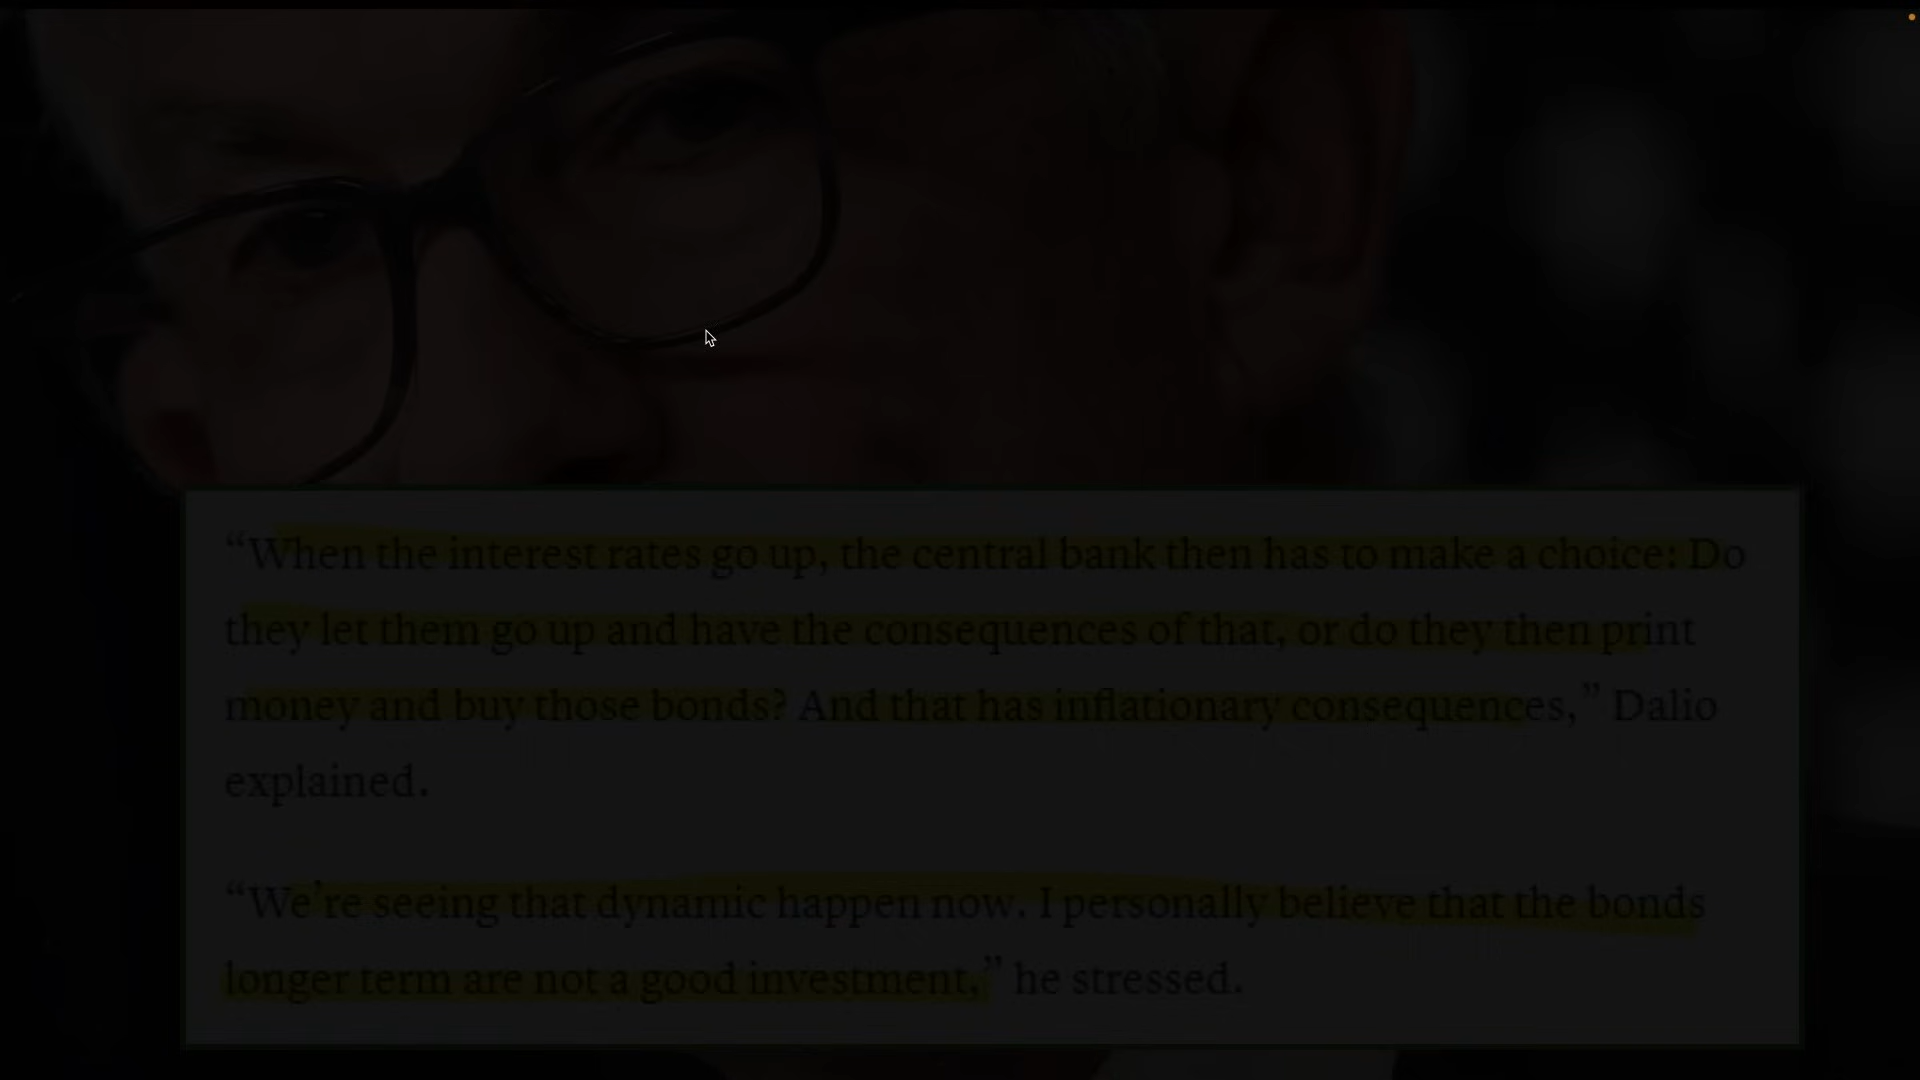 “When the interest rates go up, the central bank then has to make a choice: Do
they let them go up and have the consequences of that, or do they then print
money and buy those bonds? And that has inflationary consequences,” Dalio
explained.
“We’re seeing that dynamic happen now. I personally believe that the bonds
longer term are not a good investment,” he stressed.